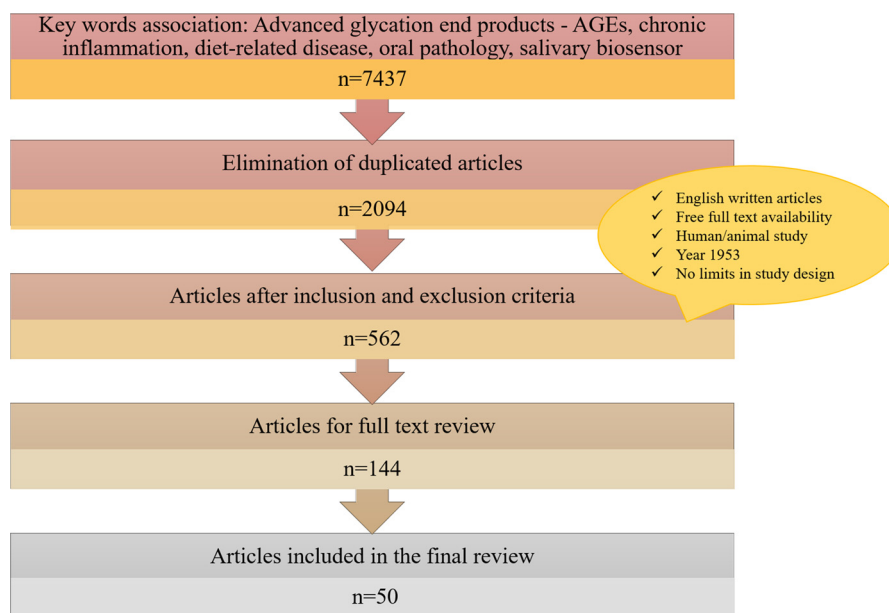 Key words association: Advanced glycation end products - AGEs, chronic
inflammation, diet-related disease, oral pathology, salivary biosensor
n=7437
Elimination of duplicated articles
n=2094
✓ English written articles
✓ Free full text availability
✓ Human/animal study
✓ Year 1953
✓ No limits in study design
Articles after inclusion and exclusion criteria
n=562
Articles for full text review
n=144
Articles included in the final review
n=50